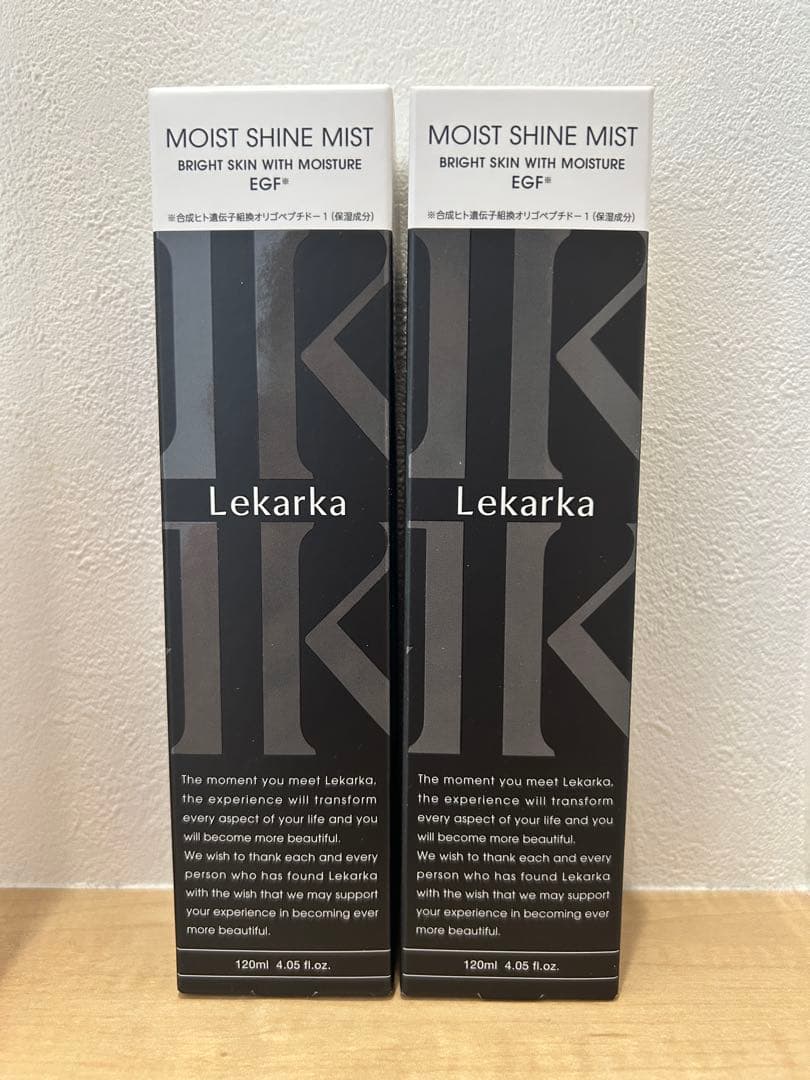 MOIST SHINE MIST
BRIGHT SKIN WITH MOISTURE
EGF※
※合成ヒト遺伝子組換オリゴペプチドー1(保湿成分)
Lekarka
The moment you meet Lekarka,
the experience will transform
every aspect of your life and you
will become more beautiful.
We wish to thank each and every
person who has found Lekarka
with the wish that we may support
your experience in becoming ever
more beautiful.
120ml 4.05 fl.oz.
MOIST SHINE MIST
BRIGHT SKIN WITH MOISTURE
EGF※
※合成ヒト遺伝子組換オリゴペプチドー1(保湿成分)
Lekarka
The moment you meet Lekarka,
the experience will transform
every aspect of your life and you
will become more beautiful.
We wish to thank each and every
person who has found Lekarka
with the wish that we may support
your experience in becoming ever
more beautiful.
120ml 4.05 fl.oz.